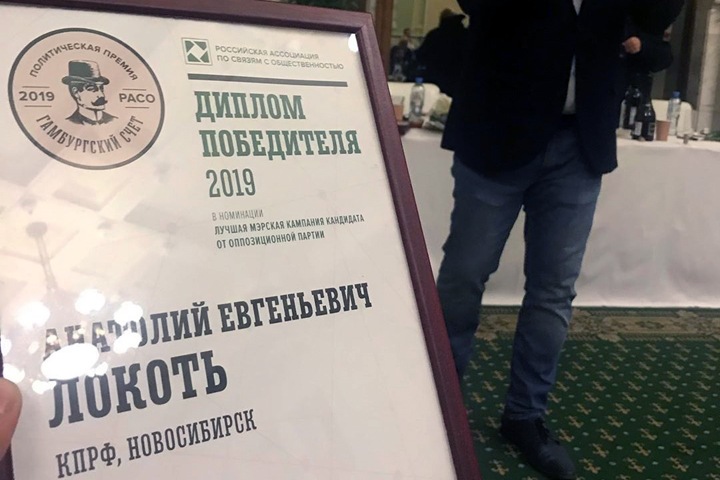 ПОЛИТИЧЕСКАЯ ПРЕМИЯ
2019 РАСО
ГАМБУРГСКИЙ СЧЕТ
РОССИЙСКАЯ АССОЦИАЦИЯ
ПО СВЯЗЯМ С ОБЩЕСТВЕННОСТЬЮ
ДИПЛОМ
ПОБЕДИТЕЛЯ
2019
В НОМИНАЦИИ
ЛУЧШАЯ МЭРСКАЯ КАМПАНИЯ КАНДИДАТА
ОТ ОППОЗИЦИОННОЙ ПАРТИИ
АНАТОЛИЙ ЕВГЕНЬЕВИЧ
ЛОКОТЬ
КПРФ, НОВОСИБИРСК